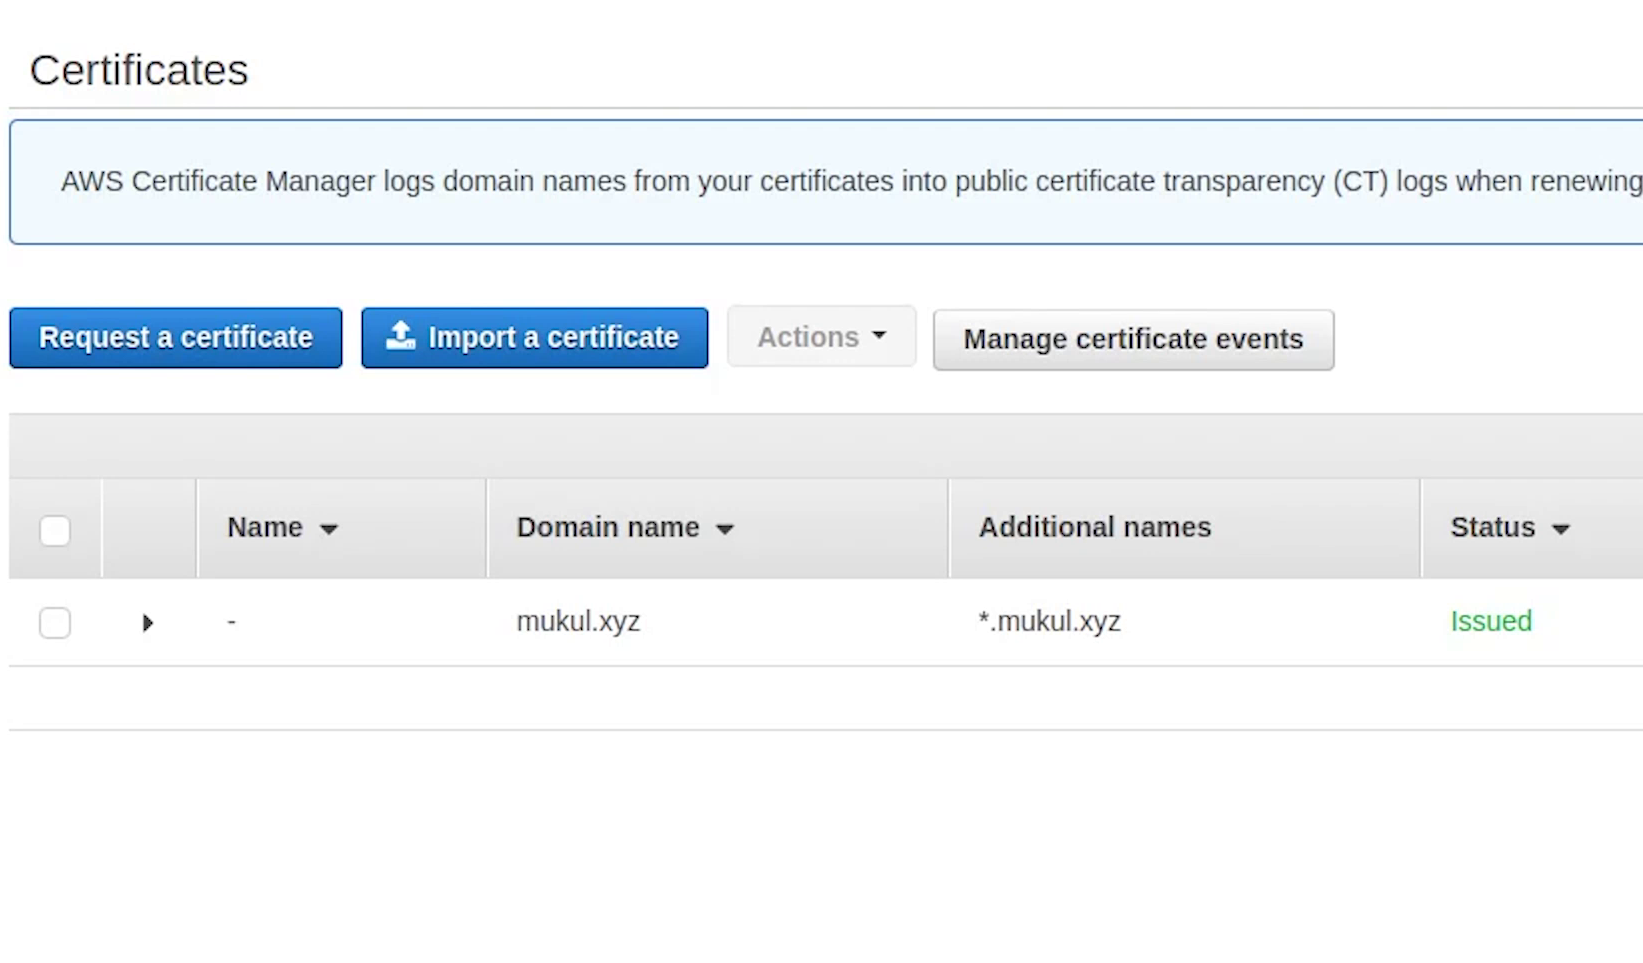 Certificates
AWS Certificate Manager logs domain names from your certificates into public certificate transparency (CT) logs when renewing
Request a certificate Import a certificate Actions Manage certificate events
Name Domain name Additional names Status
- mukul.xyz *.mukul.xyz Issued